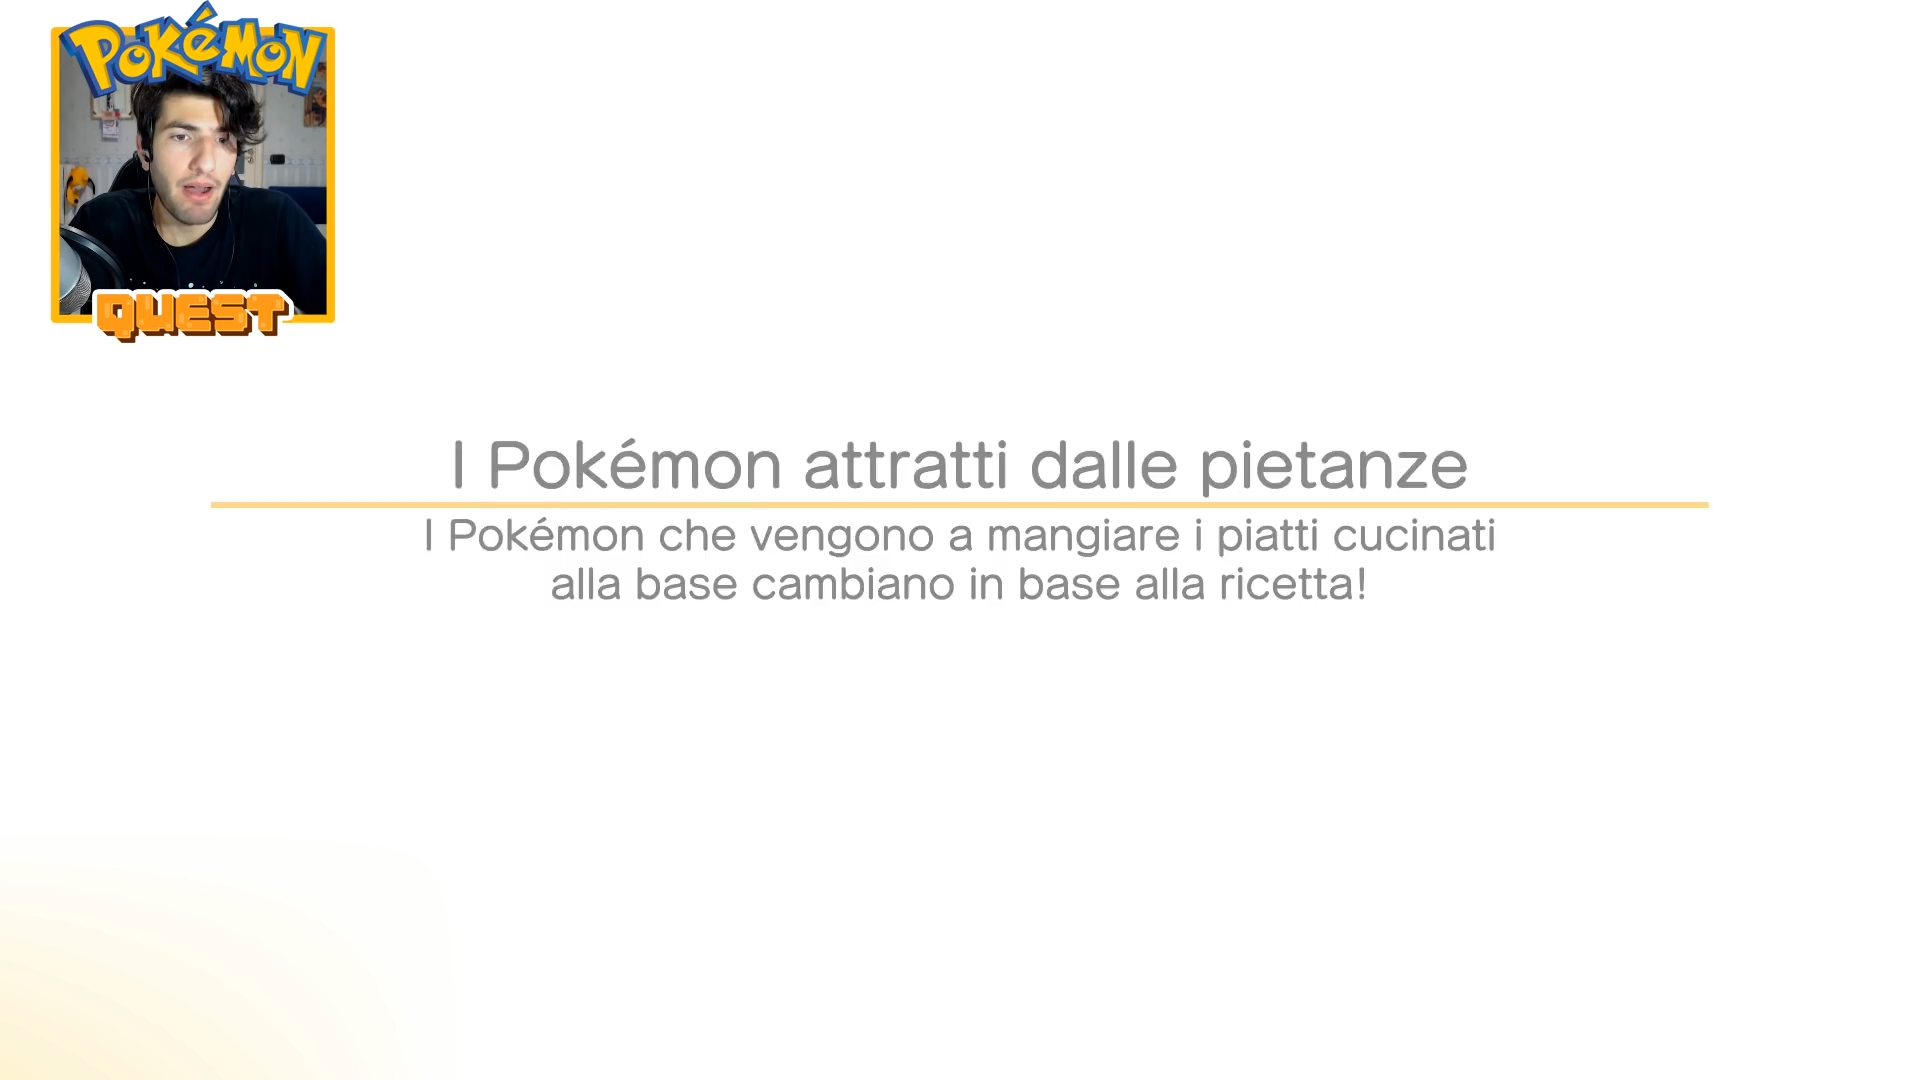 POKéMON
QUEST
I Pokémon attratti dalle pietanze
I Pokémon che vengono a mangiare i piatti cucinati
alla base cambiano in base alla ricetta!